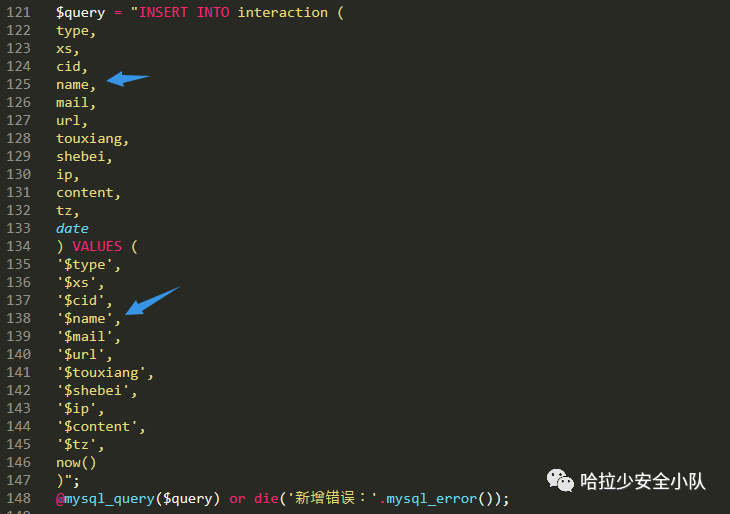 121 $query = "INSERT INTO interaction (
122 type,
123 xs,
124 cid,
125 name,
126 mail,
127 url,
128 touxiang,
129 shebei,
130 ip,
131 content,
132 tz,
133 date
134 ) VALUES (
135 '$type',
136 '$xs',
137 '$cid',
138 '$name',
139 '$mail',
140 '$url',
141 '$touxiang',
142 '$shebei',
143 '$ip',
144 '$content',
145 '$tz',
146 now()
147 )";
148 @mysql_query($query) or die('新增错误：'.mysql_error());
哈拉少安全小队